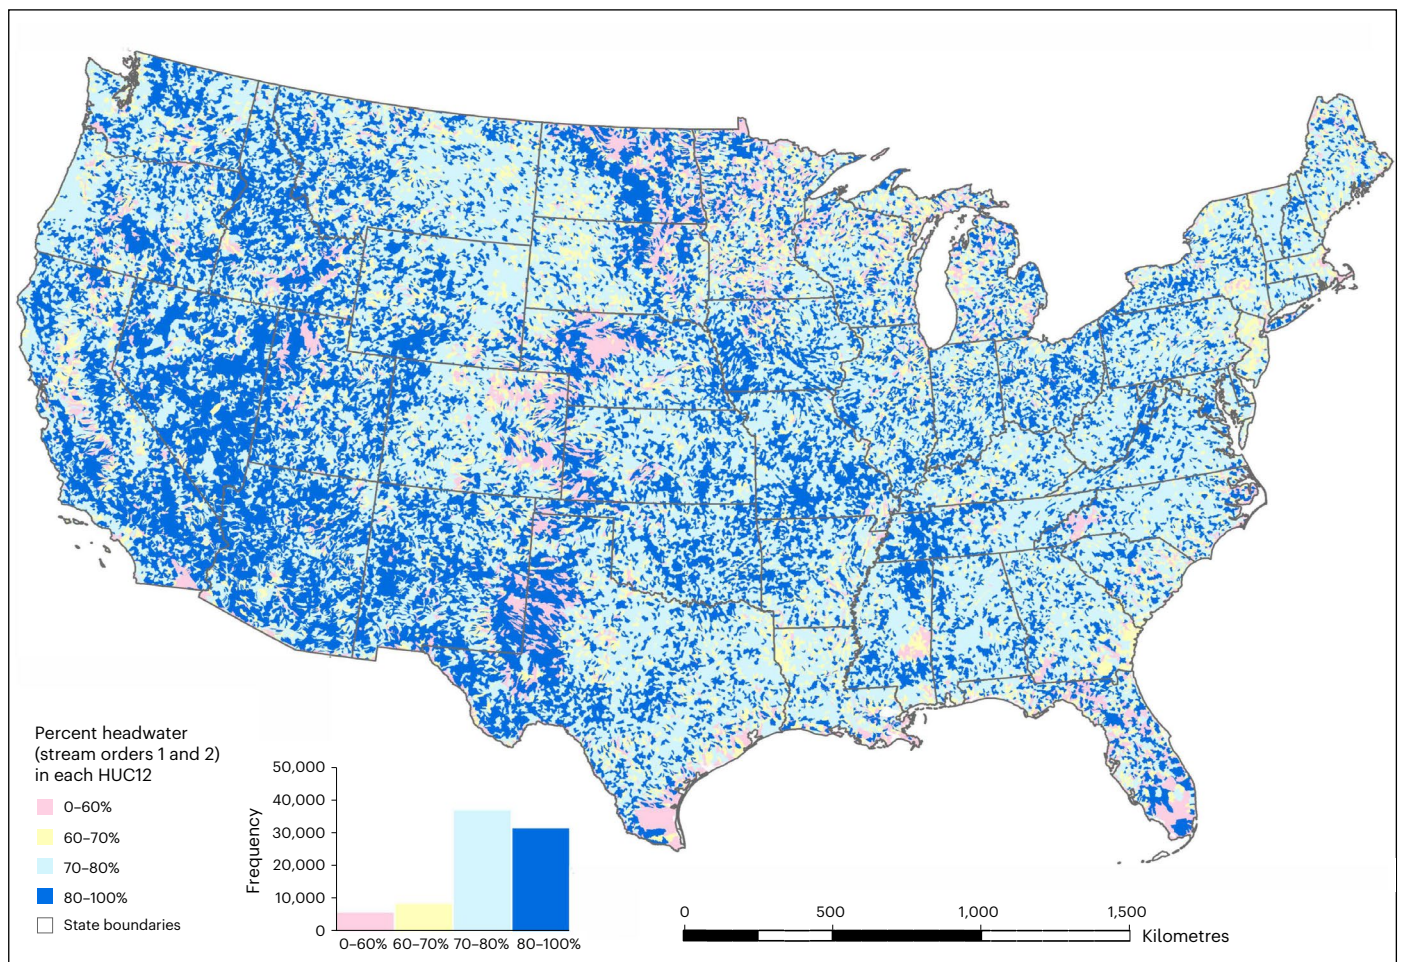 Percent headwater
(stream orders 1 and 2)
in each HUC12
0–60%
60–70%
70–80%
80–100%
State boundaries
Frequency
50,000
40,000
30,000
20,000
10,000
0
0–60% 60–70% 70–80% 80–100%
0 500 1,000 1,500
Kilometres